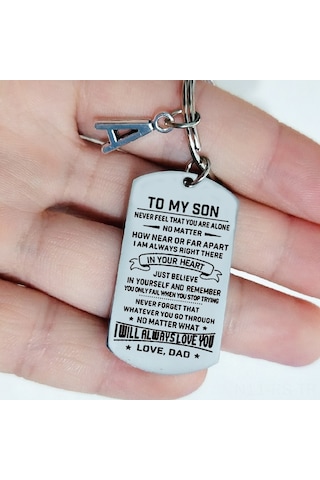 A
TO MY SON
NEVER FEEL THAT YOU ARE ALONE
NO MATTER
HOW NEAR OR FAR APART
I AM ALWAYS RIGHT THERE
IN YOUR HEART
JUST BELIEVE
IN YOURSELF AND REMEMBER
YOU ONLY FAIL WHEN YOU STOP TRYING
NEVER FORGET THAT
WHATEVER YOU GO THROUGH
NO MATTER WHAT
I WILL ALWAYS LOVE YOU
★ LOVE, DAD ★